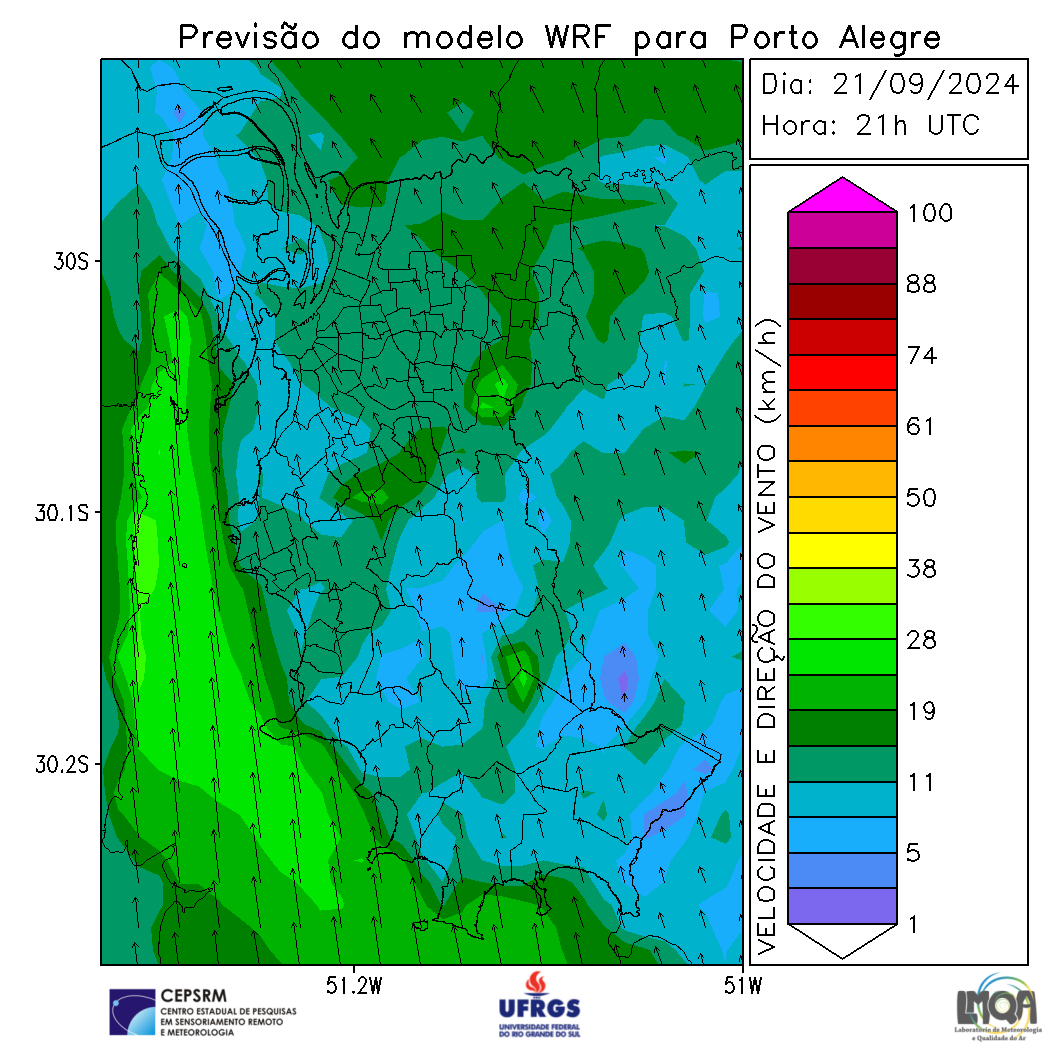 Previsão do modelo WRF para Porto Alegre
Dia: 21/09/2024
Hora: 21h UTC
30S
30.1S
30.2S
51.2W
51W
VELOCIDADE E DIREÇÃO DO VENTO (km/h)
100
88
74
61
50
38
28
19
11
5
1
CEPSRM
CENTRO ESTADUAL DE PESQUISAS
EM SENSORIAMENTO REMOTO
E METEOROLOGIA
UFRGS
UNIVERSIDADE FEDERAL
DO RIO GRANDE DO SUL
LMQA
Laboratório de Meteorologia
e Qualidade do Ar